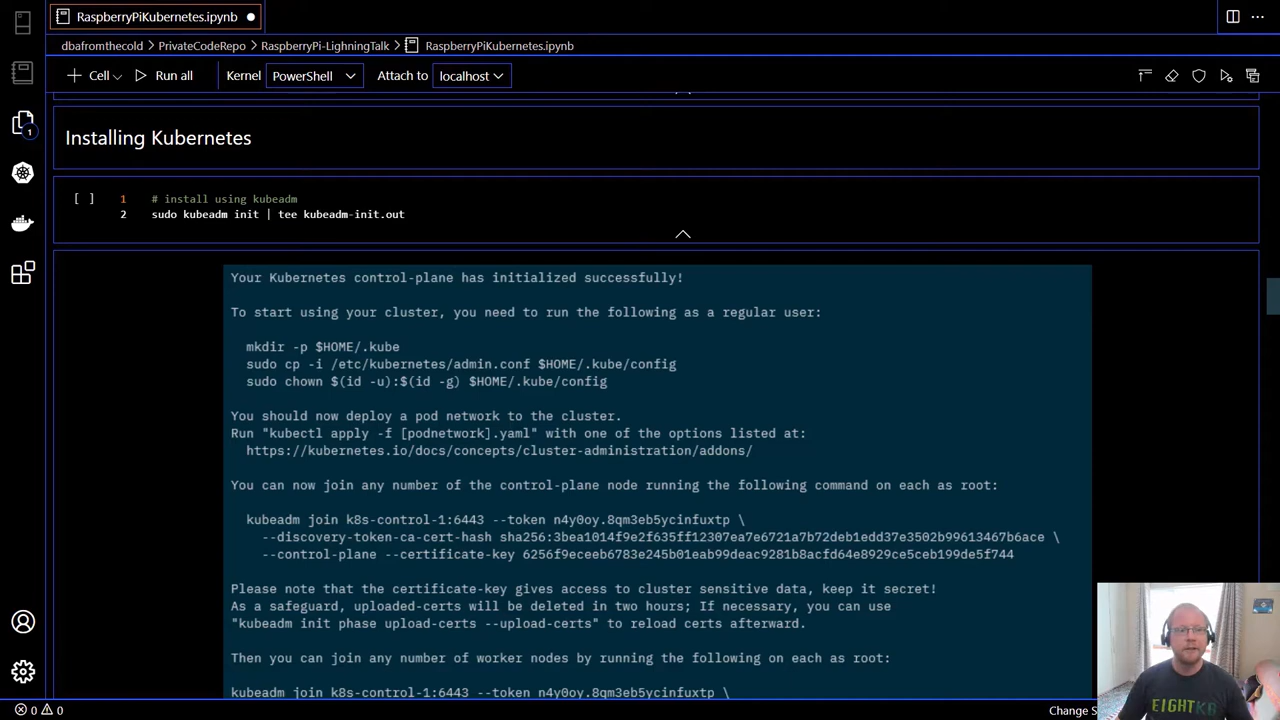 RaspberryPiKubernetes.ipynb
dbafromthecold PrivateCodeRepo RaspberryPi-LighningTalk RaspberryPiKubernetes.ipynb
Cell Run all Kernel PowerShell Attach to localhost
Installing Kubernetes
[ ] 1 # install using kubeadm
2 sudo kubeadm init | tee kubeadm-init.out
Your Kubernetes control-plane has initialized successfully!
To start using your cluster, you need to run the following as a regular user:
mkdir -p $HOME/.kube
sudo cp -i /etc/kubernetes/admin.conf $HOME/.kube/config
sudo chown $(id -u):$(id -g) $HOME/.kube/config
You should now deploy a pod network to the cluster.
Run "kubectl apply -f [podnetwork].yaml" with one of the options listed at:
https://kubernetes.io/docs/concepts/cluster-administration/addons/
You can now join any number of the control-plane node running the following command on each as root:
kubeadm join k8s-control-1:6443 --token n4y0oy.8qm3eb5ycinfuxtp \
--discovery-token-ca-cert-hash sha256:3bea1014f9e2f635ff12307ea7e6721a7b72deb1edd37e3502b99613467b6ace \
--control-plane --certificate-key 6256f9eceeb6783e245b01eab99deac9281b8acfd64e8929ce5ceb199de5f744
Please note that the certificate-key gives access to cluster sensitive data, keep it secret!
As a safeguard, uploaded-certs will be deleted in two hours; If necessary, you can use
"kubeadm init phase upload-certs --upload-certs" to reload certs afterward.
Then you can join any number of worker nodes by running the following on each as root:
kubeadm join k8s-control-1:6443 --token n4y0oy.8qm3eb5ycinfuxtp \
1
0 0
Change S
EIGHTKB